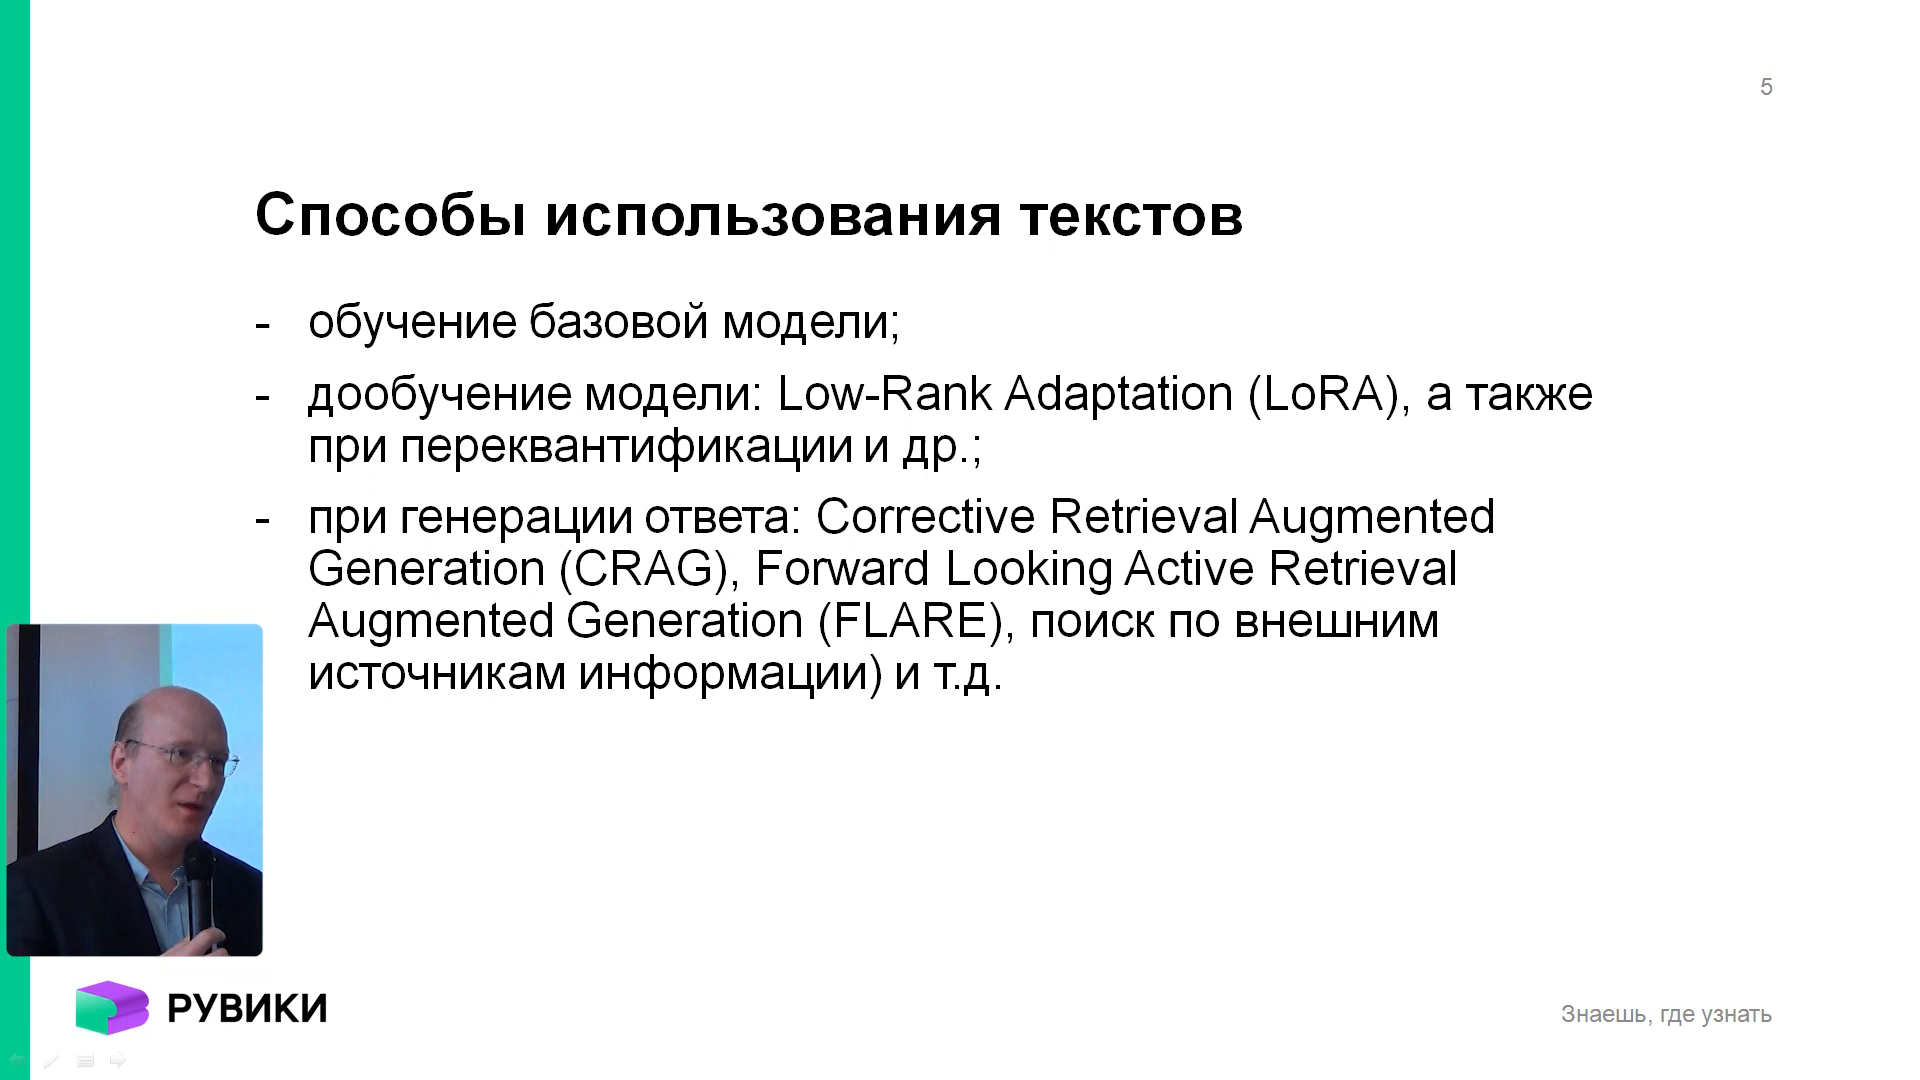 5
Способы использования текстов
- обучение базовой модели;
- дообучение модели: Low-Rank Adaptation (LoRA), а также
при переквантификации и др.;
- при генерации ответа: Corrective Retrieval Augmented
Generation (CRAG), Forward Looking Active Retrieval
Augmented Generation (FLARE), поиск по внешним
источникам информации) и т.д.
РУВИКИ
Знаешь, где узнать